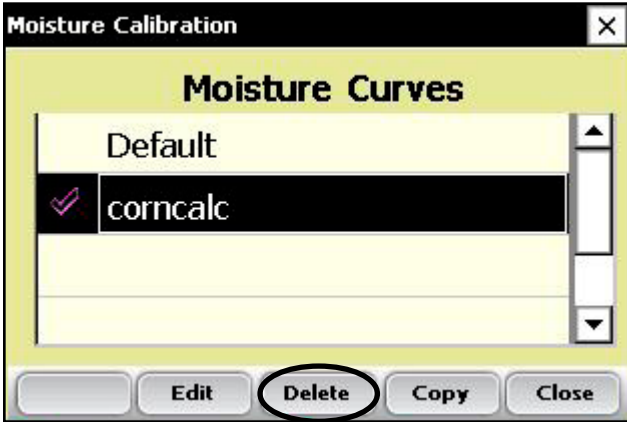 Moisture Calibration
Moisture Curves
Default
corncalc
Edit Delete Copy Close